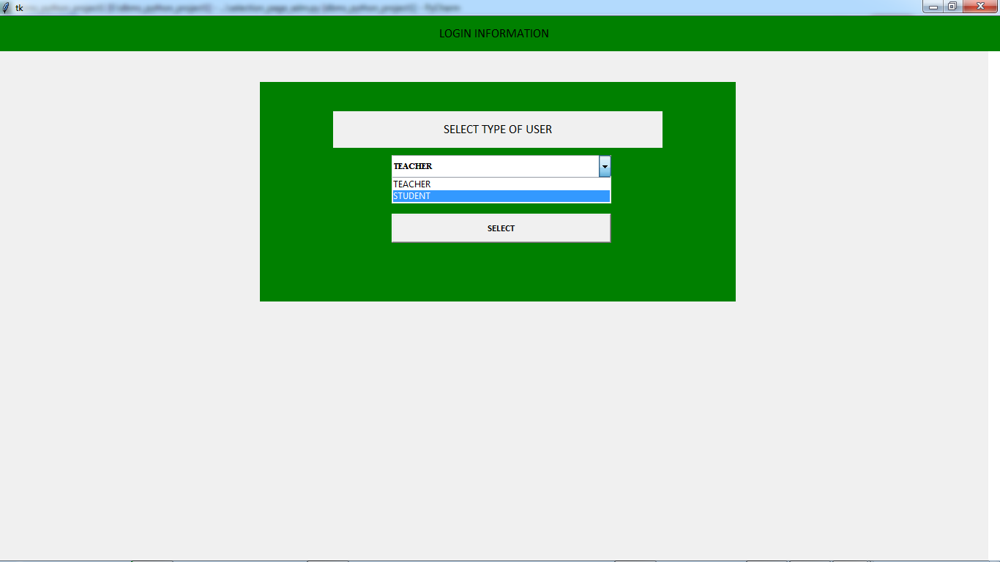 tk
LOGIN INFORMATION
SELECT TYPE OF USER
TEACHER
TEACHER
STUDENT
SELECT